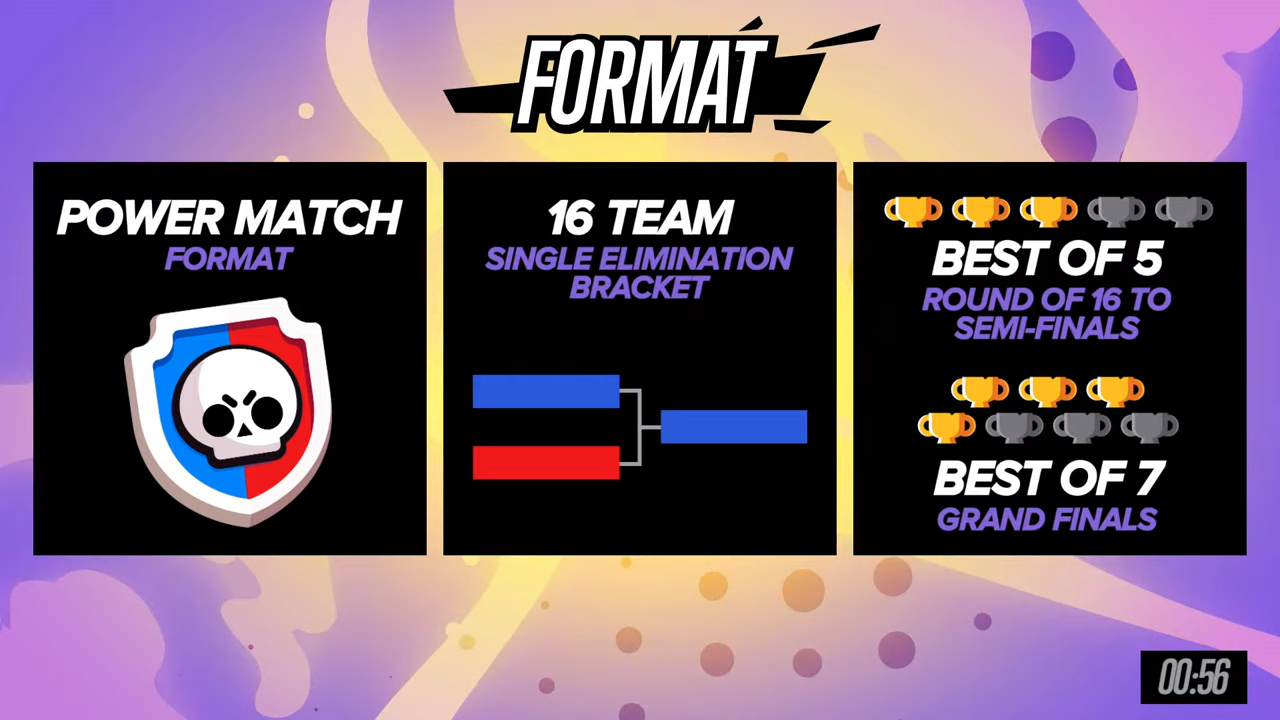 FORMAT
POWER MATCH
FORMAT
16 TEAM
SINGLE ELIMINATION
BRACKET
BEST OF 5
ROUND OF 16 TO
SEMI-FINALS
BEST OF 7
GRAND FINALS
00:56